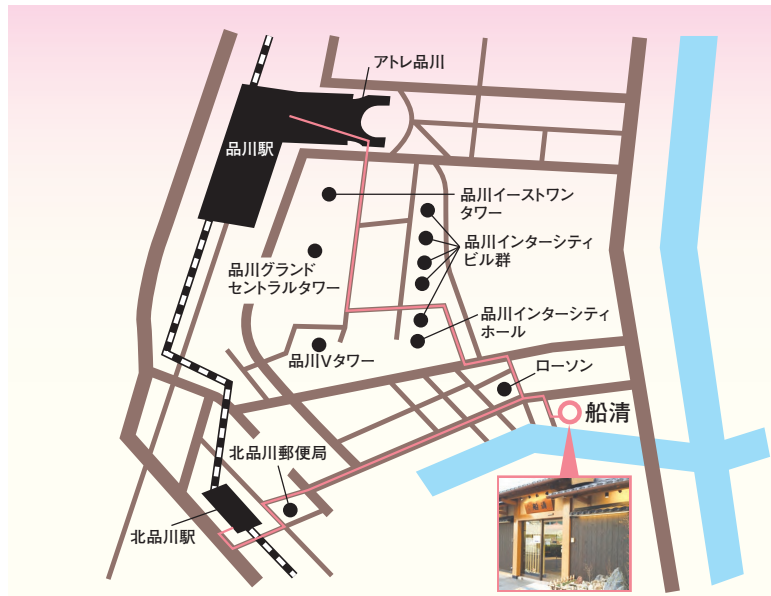 アトレ品川
品川駅
品川イーストワン
タワー
品川インターシティ
ビル群
品川グランド
セントラルタワー
品川インターシティ
ホール
品川Vタワー
ローソン
船清
北品川郵便局
北品川駅
船清